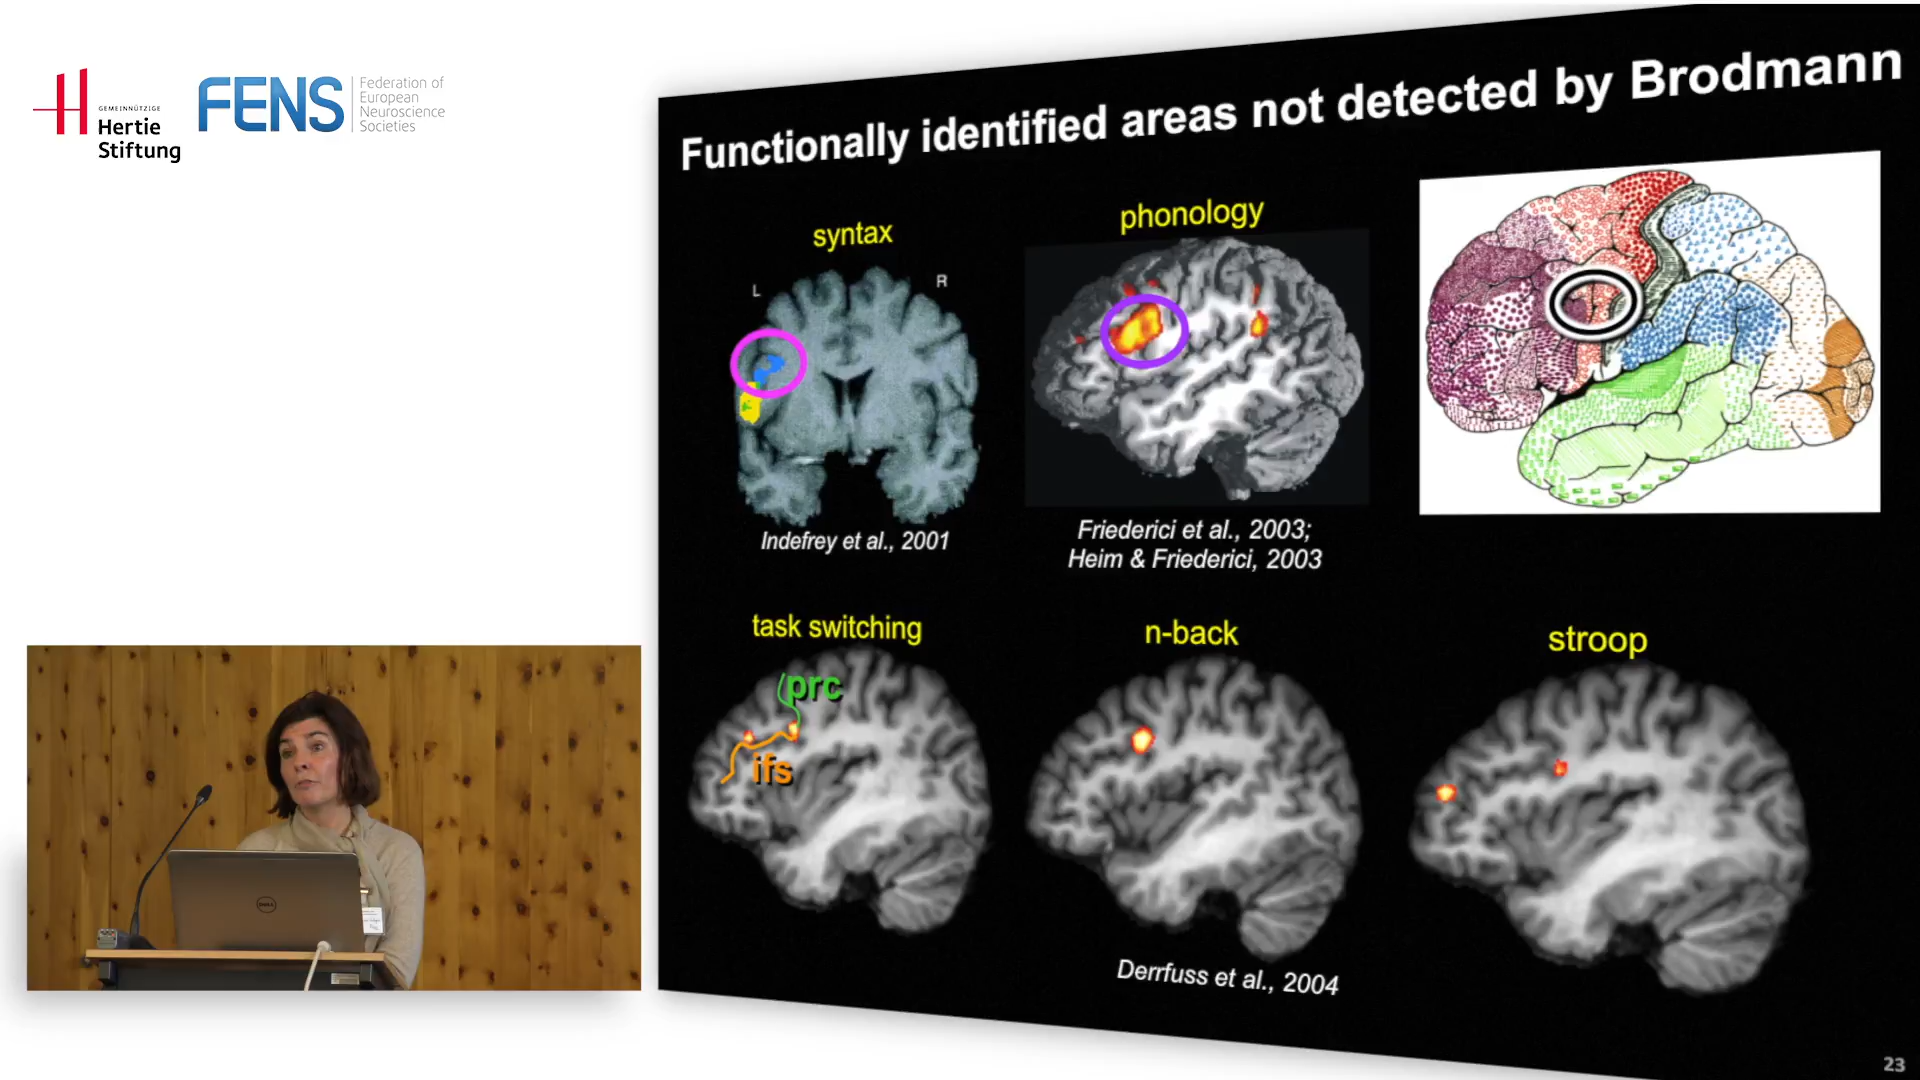 GEMEINNÜTZIGE
Hertie
Stiftung
FENS
Federation of
European
Neuroscience
Societies
Functionally identified areas not detected by Brodmann
syntax
L
R
Indefrey et al., 2001
phonology
Friederici et al., 2003;
Heim & Friederici, 2003
task switching
prc
ifs
n-back
Derrfuss et al., 2004
stroop
DELL
23